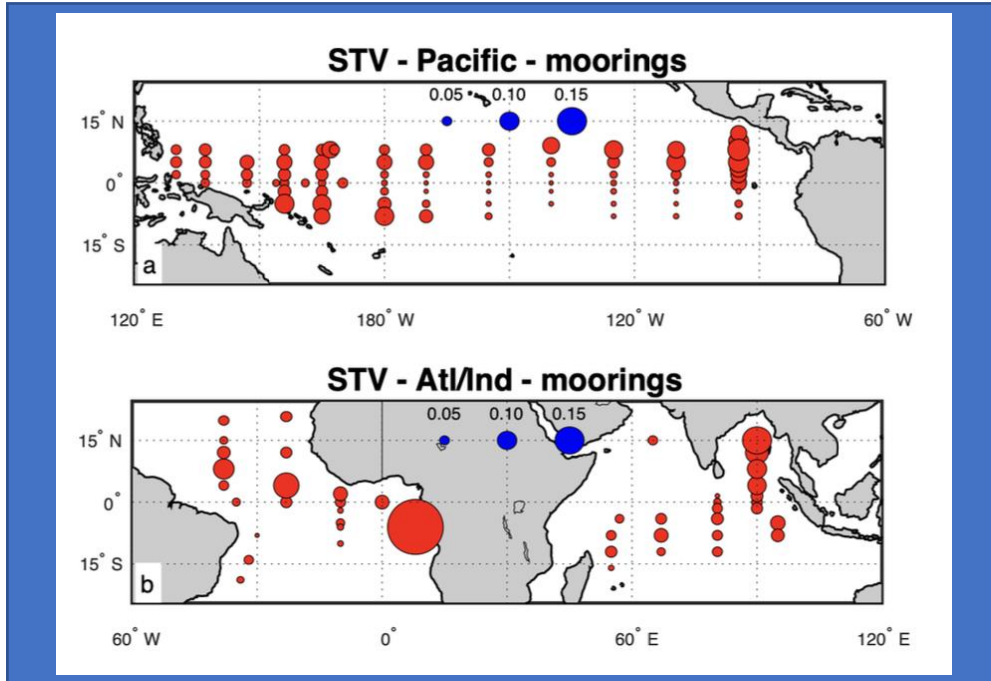 STV - Pacific - moorings
0.05 0.10 0.15
15° N
0°
15° S
a
120° E 180° W 120° W 60° W
STV - Atl/Ind - moorings
0.05 0.10 0.15
15° N
0°
15° S
b
60° W 0° 60° E 120° E